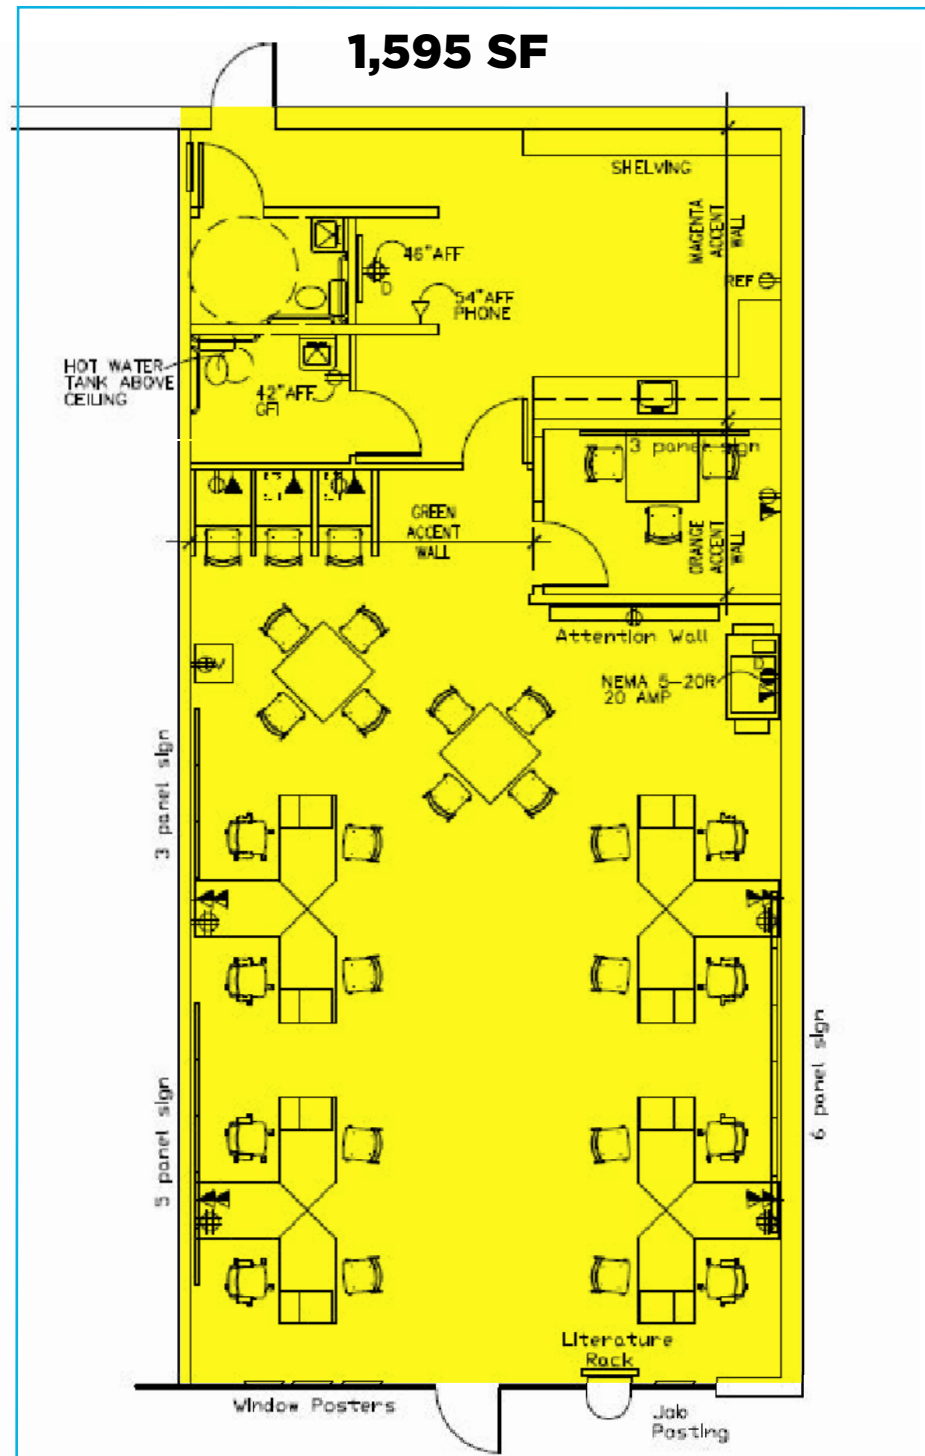 1,595 SF
SHELVING
MAGENTA
ACCENT
WALL
46"AFF
D
REF
54"AFF
PHONE
HOT WATER
TANK ABOVE
CEILING
42"AFF
GFI
3 panel sign
GREEN
ACCENT
WALL
ORANGE
ACCENT
WALL
Attention Wall
NEMA 5-20R
20 AMP
D
3 panel sign
5 panel sign
6 panel sign
Literature
Rack
Window Posters
Job
Posting